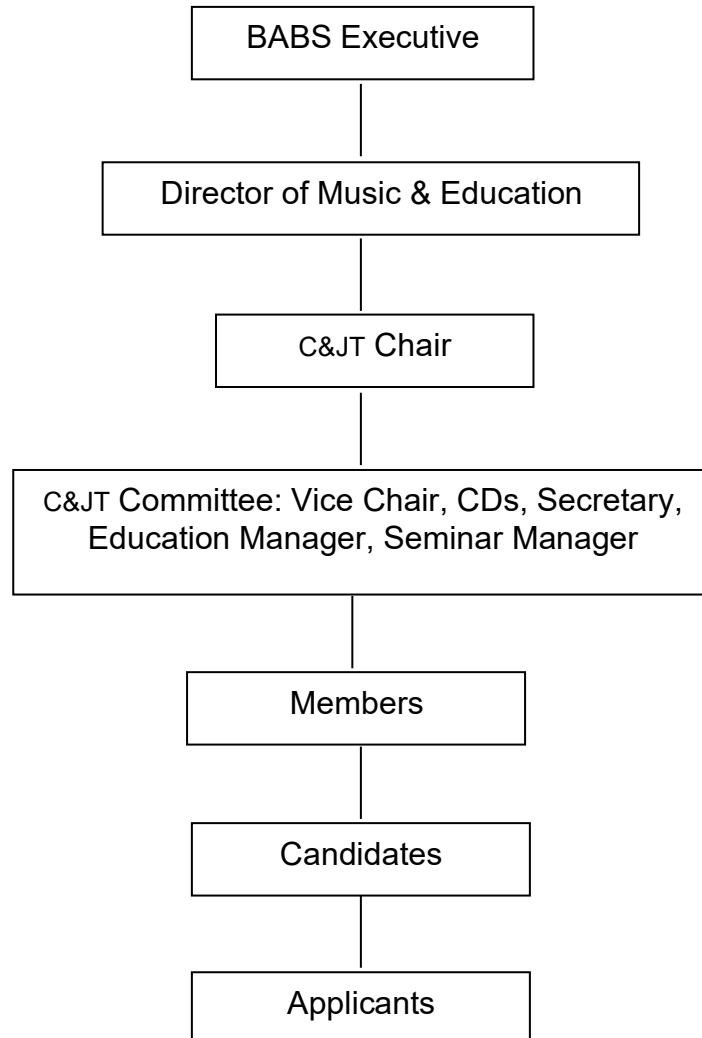 BABS Executive
Director of Music & Education
C&JT Chair
C&JT Committee: Vice Chair, CDs, Secretary,
Education Manager, Seminar Manager
Members
Candidates
Applicants